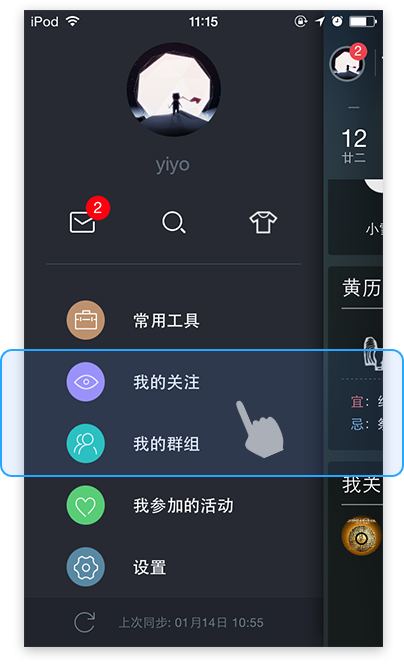 iPod 11:15
2
yiyo
2
12
廿二
小雪
常用工具
黄历
我的关注
宜:
我的群组
忌:
我关
我参加的活动
设置
上次同步: 01月14日 10:55